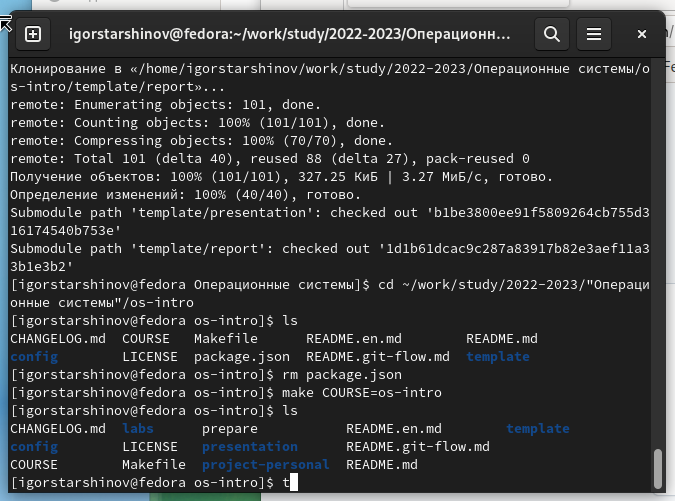 igorstarshinov@fedora:~/work/study/2022-2023/Операционн...
Клонирование в «/home/igorstarshinov/work/study/2022-2023/Операционные системы/o
s-intro/template/report»...
remote: Enumerating objects: 101, done.
remote: Counting objects: 100% (101/101), done.
remote: Compressing objects: 100% (70/70), done.
remote: Total 101 (delta 40), reused 88 (delta 27), pack-reused 0
Получение объектов: 100% (101/101), 327.25 КиБ | 3.27 МиБ/с, готово.
Определение изменений: 100% (40/40), готово.
Submodule path 'template/presentation': checked out 'b1be3800ee91f5809264cb755d3
16174540b753e'
Submodule path 'template/report': checked out '1d1b61dcac9c287a83917b82e3aef11a3
3b1e3b2'
[igorstarshinov@fedora Операционные системы]$ cd ~/work/study/2022-2023/"Операци
онные системы"/os-intro
[igorstarshinov@fedora os-intro]$ ls
CHANGELOG.md COURSE Makefile README.en.md README.md
config LICENSE package.json README.git-flow.md template
[igorstarshinov@fedora os-intro]$ rm package.json
[igorstarshinov@fedora os-intro]$ make COURSE=os-intro
[igorstarshinov@fedora os-intro]$ ls
CHANGELOG.md labs prepare README.en.md template
config LICENSE presentation README.git-flow.md
COURSE Makefile project-personal README.md
[igorstarshinov@fedora os-intro]$ t